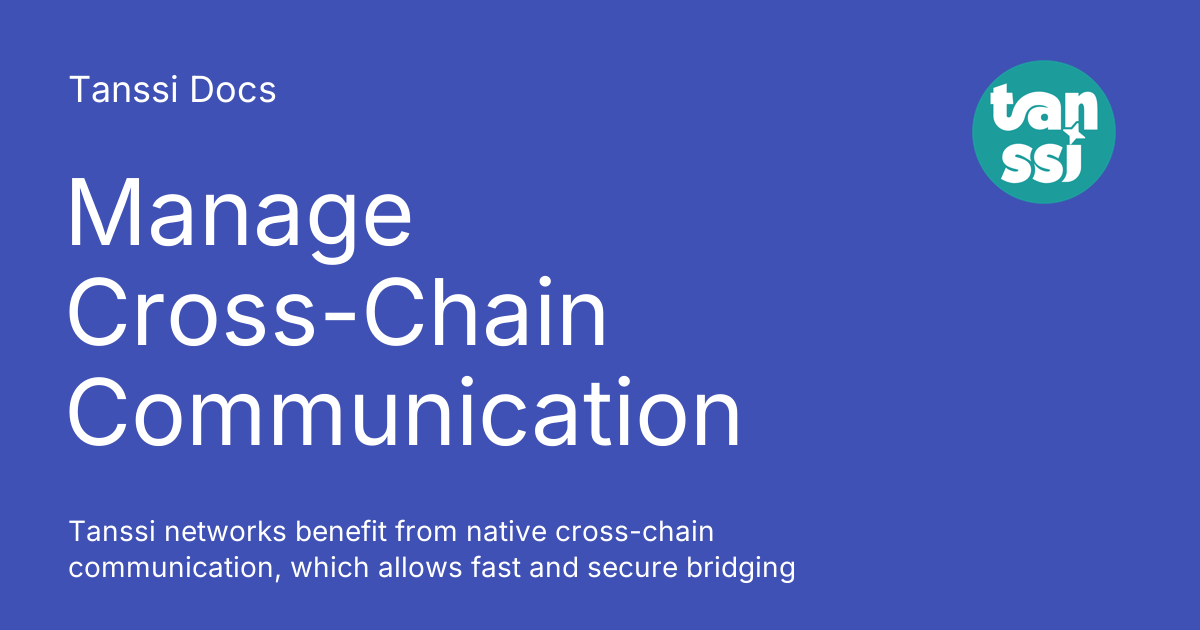 Tanssi Docs
tan
ssi
Manage
Cross-Chain
Communication
Tanssi networks benefit from native cross-chain
communication, which allows fast and secure bridging